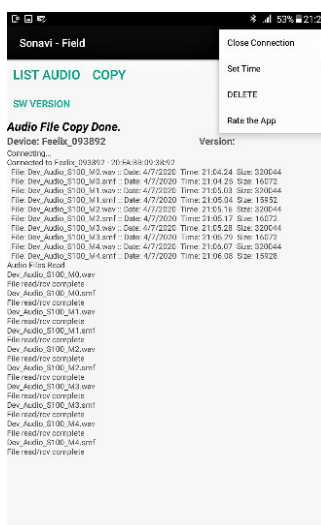 53% 21:2
Sonavi - Field
Close Connection
Set Time
DELETE
Rate the App
LIST AUDIO COPY
SW VERSION
Audio File Copy Done.
Device: Feelix_093892 Version:
Connecting...
Connected to Feelix_093892 - 20:FA:BB:09:38:92
File: Dev_Audio_S100_M0.wav :: Date: 4/7/2020 Time: 21:04.24 Size: 320044
File: Dev_Audio_S100_M0.smf :: Date: 4/7/2020 Time: 21:04.25 Size: 16072
File: Dev_Audio_S100_M1.wav :: Date: 4/7/2020 Time: 21:05.03 Size: 320044
File: Dev_Audio_S100_M1.smf :: Date: 4/7/2020 Time: 21:05.04 Size: 15952
File: Dev_Audio_S100_M2.wav :: Date: 4/7/2020 Time: 21:05.16 Size: 320044
File: Dev_Audio_S100_M2.smf :: Date: 4/7/2020 Time: 21:05.17 Size: 16072
File: Dev_Audio_S100_M3.wav :: Date: 4/7/2020 Time: 21:05.28 Size: 320044
File: Dev_Audio_S100_M3.smf :: Date: 4/7/2020 Time: 21:05.29 Size: 16072
File: Dev_Audio_S100_M4.wav :: Date: 4/7/2020 Time: 21:06.07 Size: 320044
File: Dev_Audio_S100_M4.smf :: Date: 4/7/2020 Time: 21:06.08 Size: 15928
Audio Files Read
Dev_Audio_S100_M0.wav
File read/rcv complete
Dev_Audio_S100_M0.smf
File read/rcv complete
Dev_Audio_S100_M1.wav
File read/rcv complete
Dev_Audio_S100_M1.smf
File read/rcv complete
Dev_Audio_S100_M2.wav
File read/rcv complete
Dev_Audio_S100_M2.smf
File read/rcv complete
Dev_Audio_S100_M3.wav
File read/rcv complete
Dev_Audio_S100_M3.smf
File read/rcv complete
Dev_Audio_S100_M4.wav
File read/rcv complete
Dev_Audio_S100_M4.smf
File read/rcv complete